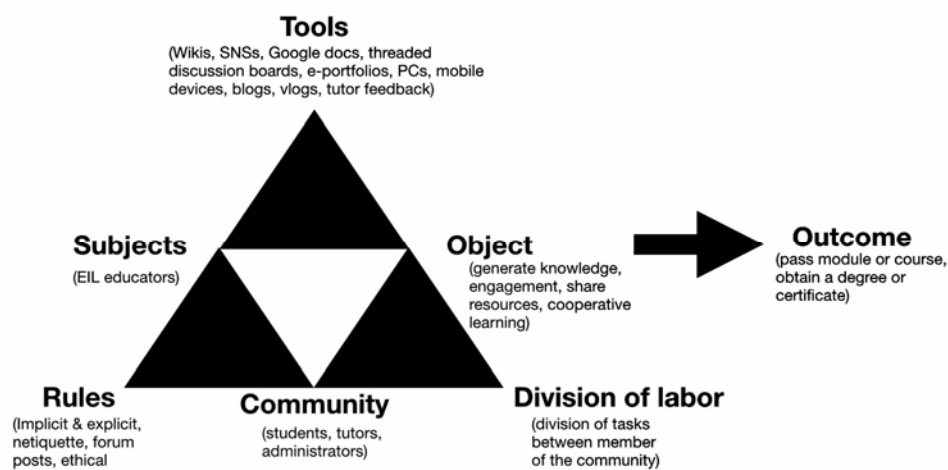 Tools
(Wikis, SNSs, Google docs, threaded
discussion boards, e-portfolios, PCs, mobile
devices, blogs, vlogs, tutor feedback)
Subjects
(EIL educators)
Object
(generate knowledge,
engagement, share
resources, cooperative
learning)
Outcome
(pass module or course,
obtain a degree or
certificate)
Rules
(Implicit & explicit,
netiquette, forum
posts, ethical
Community
(students, tutors,
administrators)
Division of labor
(division of tasks
between member
of the community)